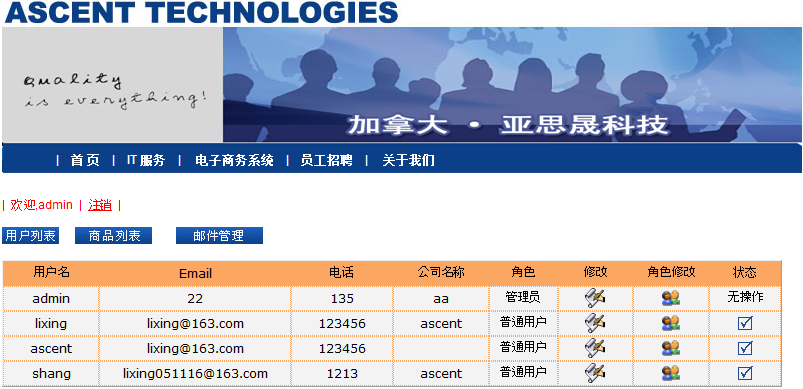 ASCENT TECHNOLOGIES
quality
is everything!
加拿大 · 亚思晟科技
| 首页 | IT服务 | 电子商务系统 | 员工招聘 | 关于我们
| 欢迎,admin | 注销 |
用户列表 商品列表 邮件管理
用户名 Email 电话 公司名称 角色 修改 角色修改 状态
admin 22 135 aa 管理员 无操作
lixing lixing@163.com 123456 ascent 普通用户
ascent lixing@163.com 123456 普通用户
shang lixing051116@163.com 1213 ascent 普通用户